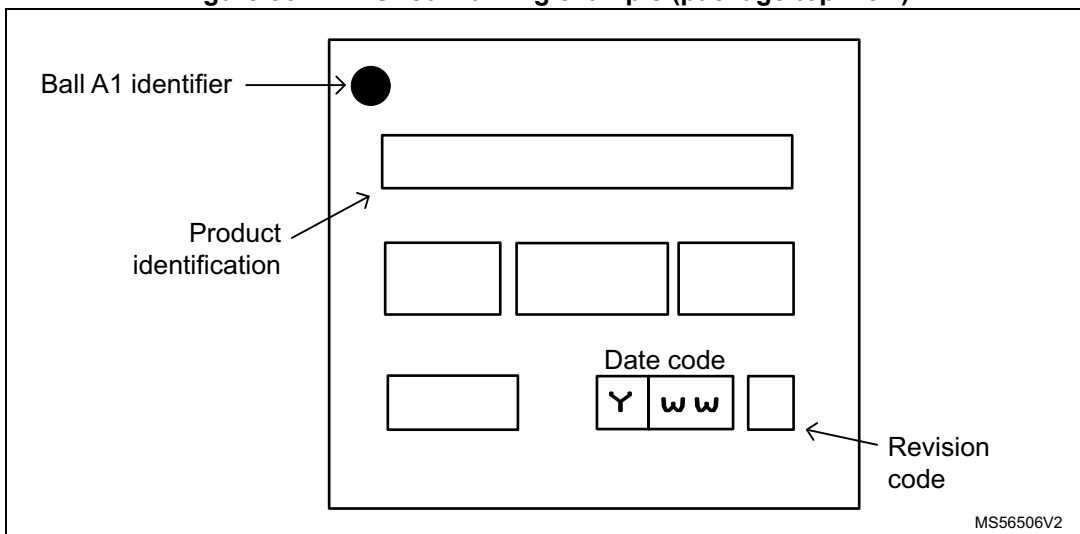 Ball A1 identifier
Product
identification
Date code
Y WW
Revision
code
MS56506V2